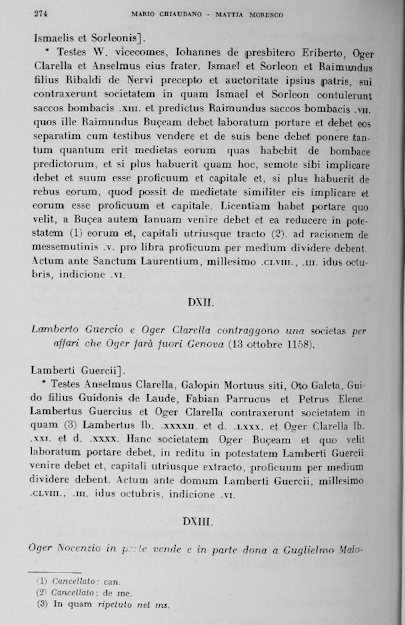 274 MARIO CHIAUDANO - MATTIA MORESCO
Ismaelis et Sorleonis].
* Testes W. vicecomes, Iohannes de presbitero Eriberto, Oger
Clarella et Anselmus eius frater. Ismael et Sorleon et Raimundus
filius Ribaldi de Nervi precepto et auctoritate ipsius patris, sui
contraxerunt societatem in quam Ismael et Sorleon contulerunt
saccos bombacis .XIII. et predictus Raimundus saccos bombacis .VII.
quos ille Raimundus Buçeam debet laboratum portare et debet eos
separatim cum testibus vendere et de suis bene debet ponere tan-
tum quantum erit medietas eorum quas habebit de bombace
predictorum, et si plus habuerit quam hoc, semote sibi implicare
debet et suum esse proficuum et capitale et, si plus habuerit de
rebus eorum, quod possit de medietate similiter eis implicare et
eorum esse proficuum et capitale. Licentiam habet portare quo
velit, a Buçea autem Ianuam venire debet et ea reducere in pote-
statem (1) eorum et, capitali utriusque tracto (2). ad racionem de
messemutinis .V. pro libra proficuum per medium dividere debent.
Actum ante Sanctum Laurentium, millesimo .CLVIII., .III. idus octu-
bris, indicione .VI.
DXII.
Lamberto Guercio e Oger Clarella contraggono una societas per
affari che Oger farà fuori Genova (13 ottobre 1158).
Lamberti Guercii].
* Testes Anselmus Clarella, Galopin Mortuus siti, Oto Galeta, Gui-
do filius Guidonis de Laude, Fabian Parrucus et Petrus Elene.
Lambertus Guercius et Oger Clarella contraxerunt societatem in
quam (3) Lambertus lb. .XXXXII. et d. .LXXX. et Oger Clarella lb.
.XXI. et d. .XXXX. Hanc societatem Oger Buçeam et quo velit
laboratum portare debet, in reditu in potestatem Lamberti Guercii
venire debet et, capitali utriusque extracto, proficuum per medium
dividere debent. Actum ante domum Lamberti Guercii, millesimo
.CLVIII., .III. idus octubris, indicione .VI.
DXIII.
Oger Nocenzio in parte vende e in parte dona a Guglielmo Malo-
(1) Cancellato: can.
(2) Cancellato: de me.
(3) In quam ripetuto nel ms.